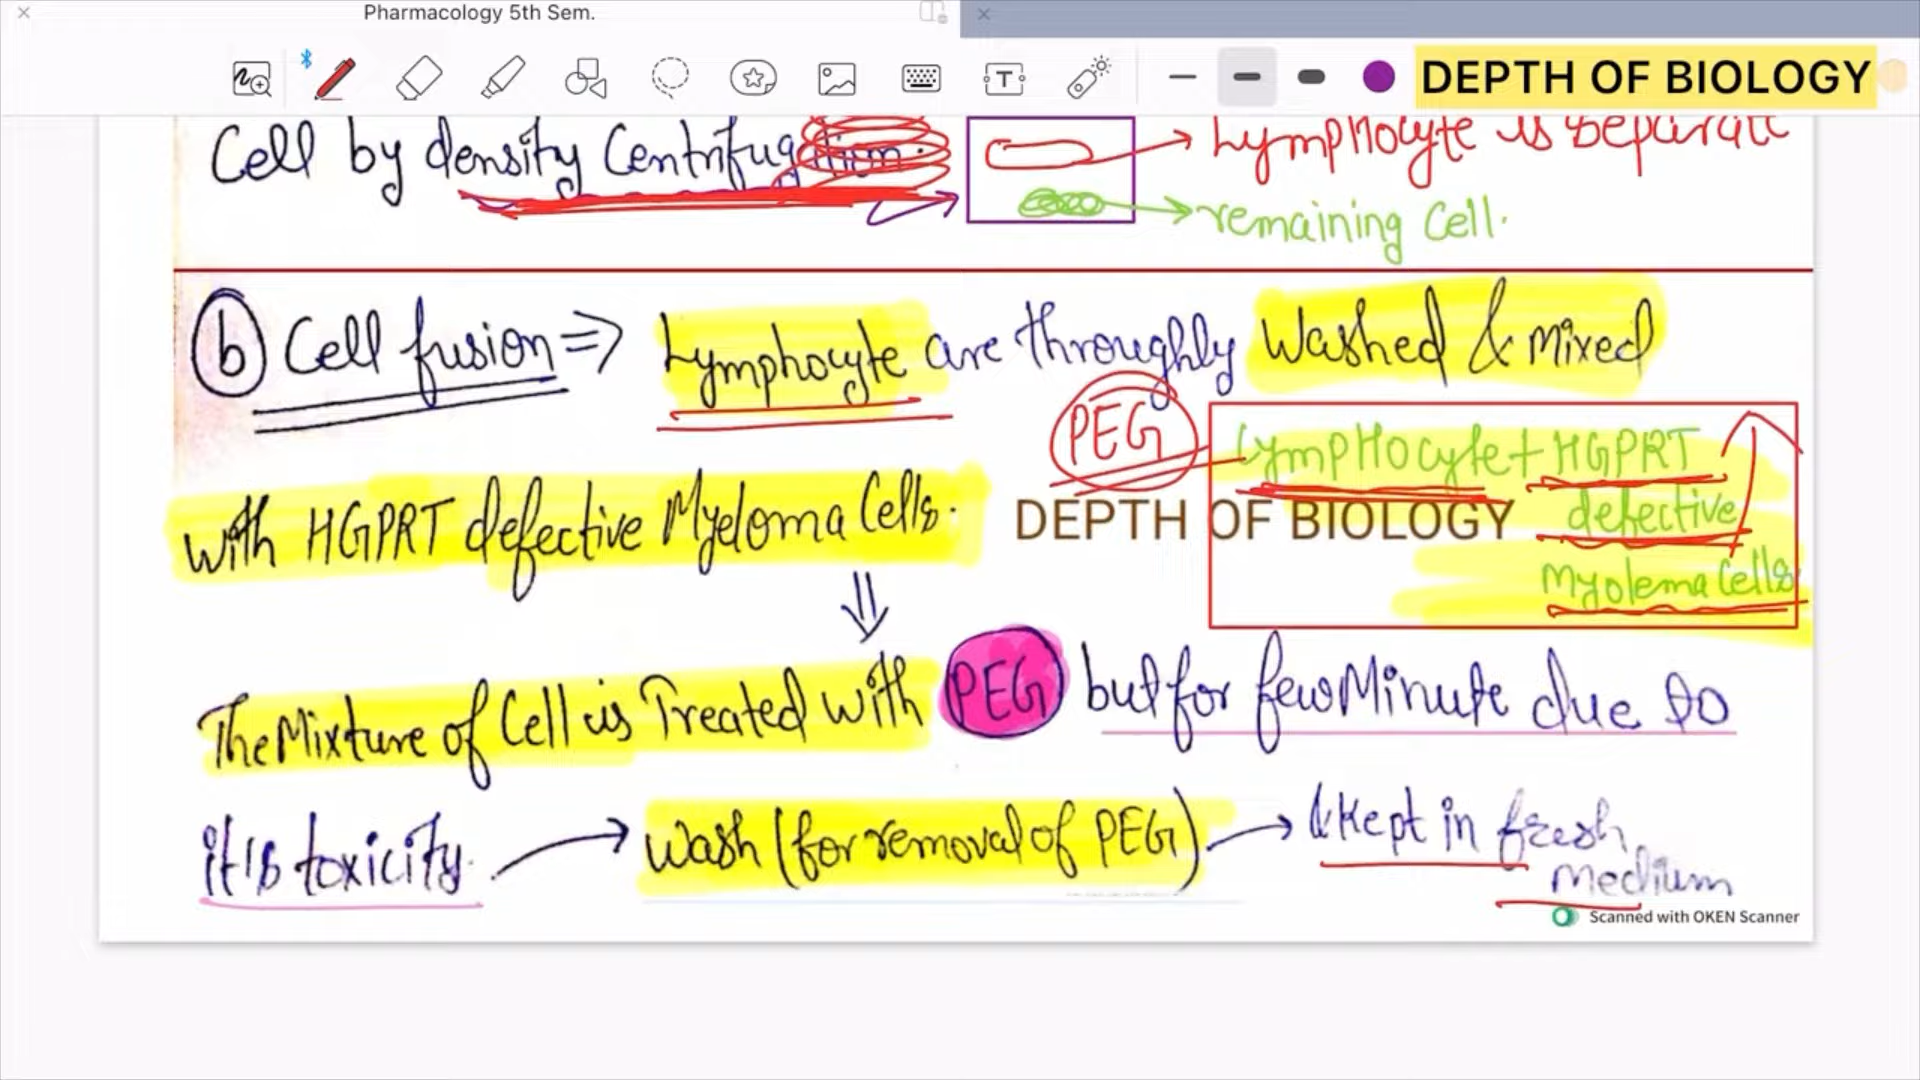 Pharmacology 5th Sem.
DEPTH OF BIOLOGY
Cell by density Centrifugation.
Lymphocyte is separate
remaining Cell.
b Cell fusion => Lymphocyte are throughly Washed & Mixed
PEG
LympHocyte + HGPRT
defective
Myolema Cells
with HGPRT defective Myeloma Cells.
DEPTH OF BIOLOGY
The Mixture of Cell is Treated with PEG but for few Minute due to
it's toxicity. → Wash (for removal of PEG) → & Kept in fresh
Medium
Scanned with OKEN Scanner